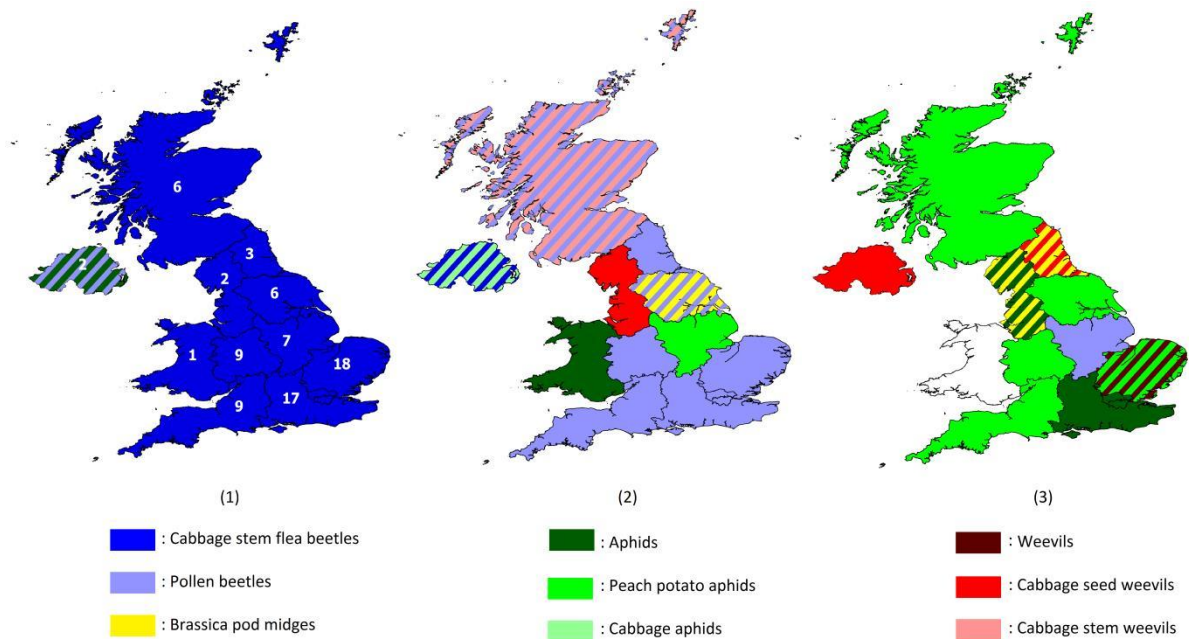 6
2
3
2
6
7
1
9
18
9
17
(1)
(2)
(3)
: Cabbage stem flea beetles
: Aphids
: Weevils
: Pollen beetles
: Peach potato aphids
: Cabbage seed weevils
: Brassica pod midges
: Cabbage aphids
: Cabbage stem weevils